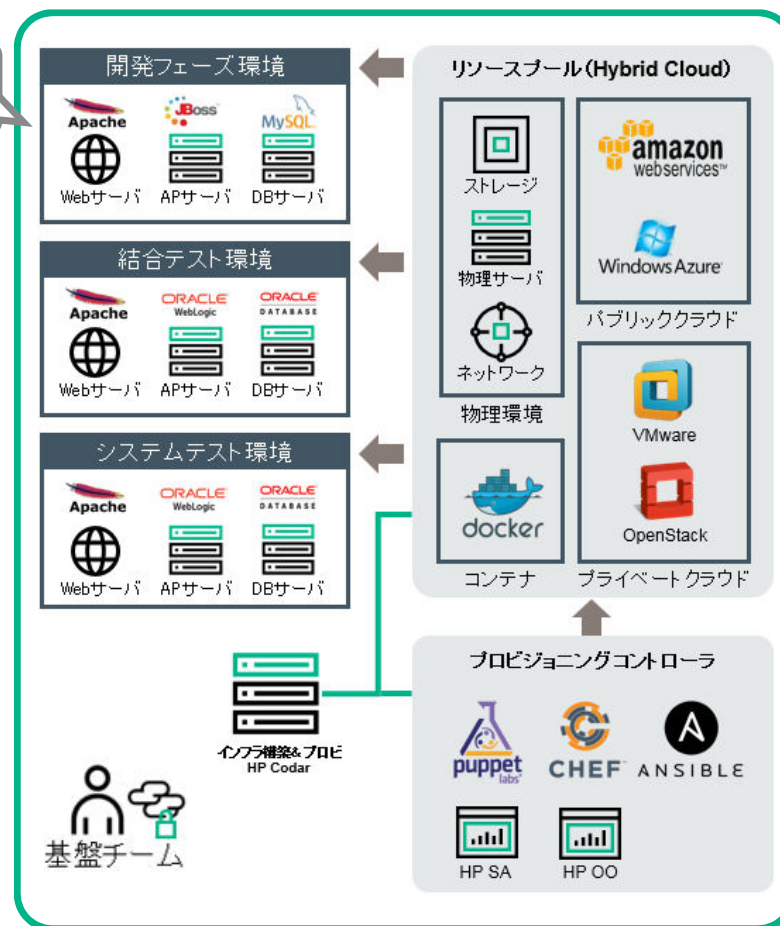 開発フェーズ環境
Apache
JBoss
MySQL
Webサーバ
APサーバ
DBサーバ
結合テスト環境
Apache
ORACLE
WebLogic
ORACLE
DATABASE
Webサーバ
APサーバ
DBサーバ
システムテスト環境
Apache
ORACLE
WebLogic
ORACLE
DATABASE
Webサーバ
APサーバ
DBサーバ
リソースプール(Hybrid Cloud)
ストレージ
物理サーバ
ネットワーク
物理環境
amazon
webservices™
Windows Azure
パブリッククラウド
docker
コンテナ
VMware
OpenStack
プライベートクラウド
インフラ構築&プロビ
HP Codar
基盤チーム
プロビジョニングコントローラ
puppet
labs
CHEF
ANSIBLE
HP SA
HP OO